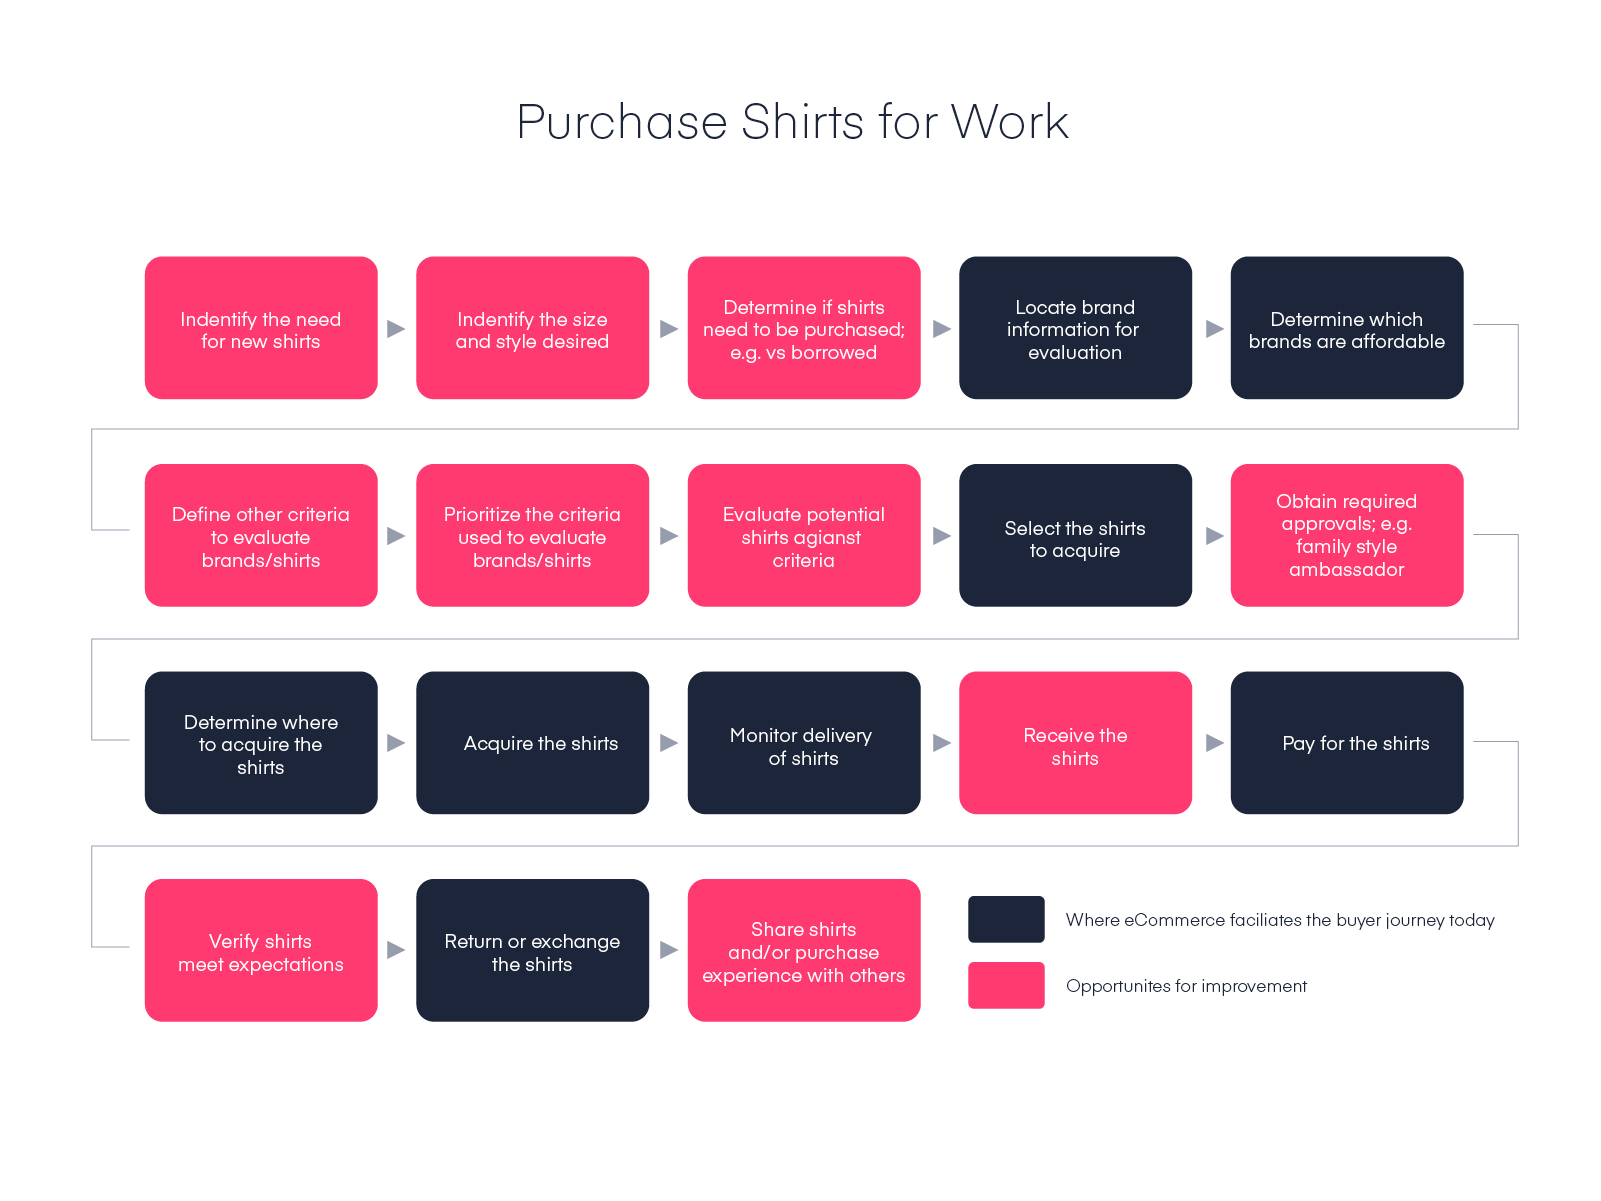 Purchase Shirts for Work
Indentify the need
for new shirts
Indentify the size
and style desired
Determine if shirts
need to be purchased;
e.g. vs borrowed
Locate brand
information for
evaluation
Determine which
brands are affordable
Define other criteria
to evaluate
brands/shirts
Prioritize the criteria
used to evaluate
brands/shirts
Evaluate potential
shirts agianst
criteria
Select the shirts
to acquire
Obtain required
approvals; e.g.
family style
ambassador
Determine where
to acquire the
shirts
Acquire the shirts
Monitor delivery
of shirts
Receive the
shirts
Pay for the shirts
Verify shirts
meet expectations
Return or exchange
the shirts
Share shirts
and/or purchase
experience with others
Where eCommerce faciliates the buyer journey today
Opportunites for improvement